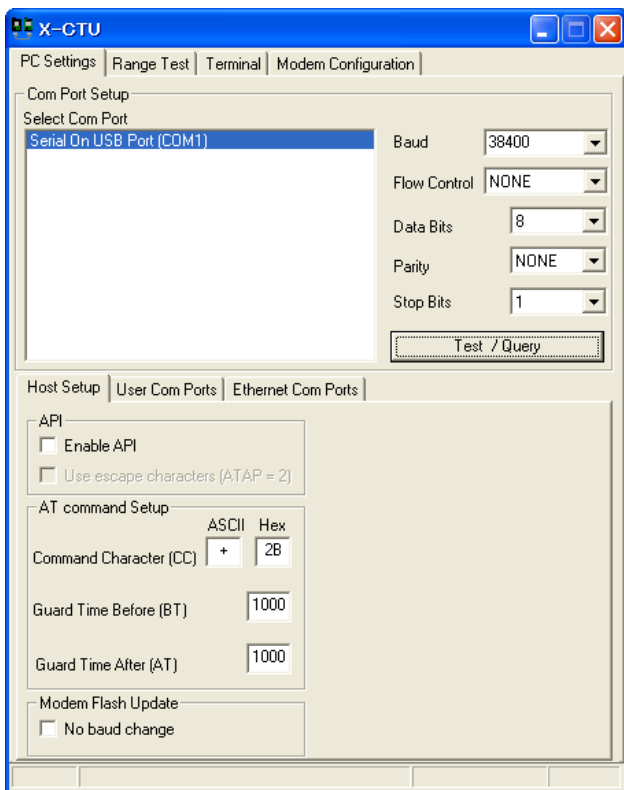 X-CTU
PC Settings Range Test Terminal Modem Configuration
Com Port Setup
Select Com Port
Serial On USB Port (COM1)
Baud 38400
Flow Control NONE
Data Bits 8
Parity NONE
Stop Bits 1
Test / Query
Host Setup User Com Ports Ethernet Com Ports
API
Enable API
Use escape characters (ATAP = 2)
AT command Setup
ASCII Hex
Command Character (CC) + 2B
Guard Time Before (BT) 1000
Guard Time After (AT) 1000
Modem Flash Update
No baud change